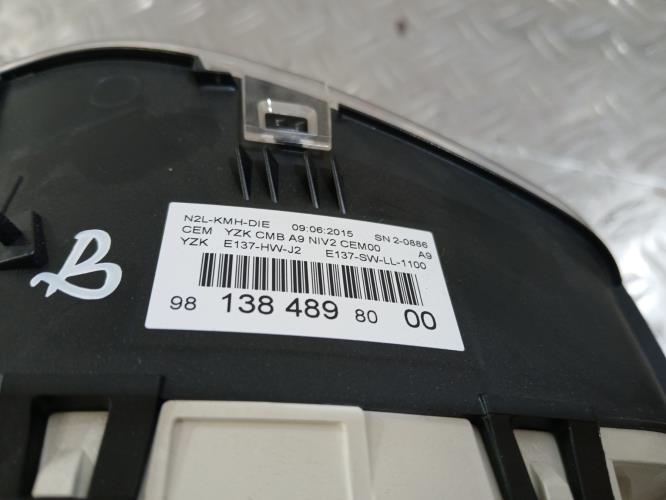 N2L-KMH-DIE 09:06:2015 SN 2-0886
CEM YZK CMB A9 NIV2 CEM00 A9
YZK E137-HW-J2 E137-SW-LL-1100
98 138 489 80 00
B